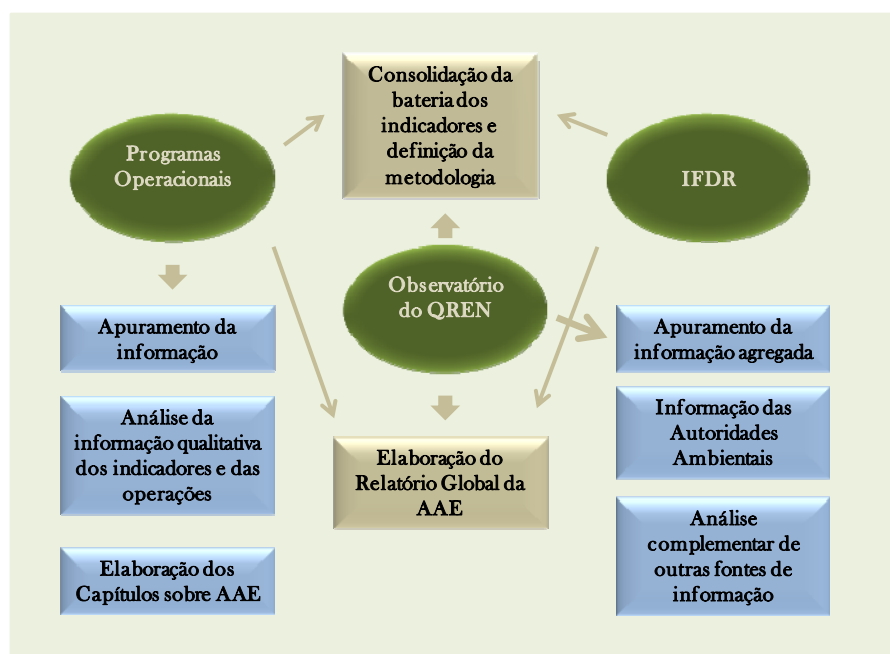 Consolidação da
bateria dos
indicadores e
definição da
metodologia
Programas
Operacionais
IFDR
Observatório
do QREN
Apuramento da
informação
Análise da
informação qualitativa
dos indicadores e das
operações
Elaboração dos
Capítulos sobre AAE
Elaboração do
Relatório Global da
AAE
Apuramento da
informação agregada
Informação das
Autoridades
Ambientais
Análise
complementar de
outras fontes de
informação